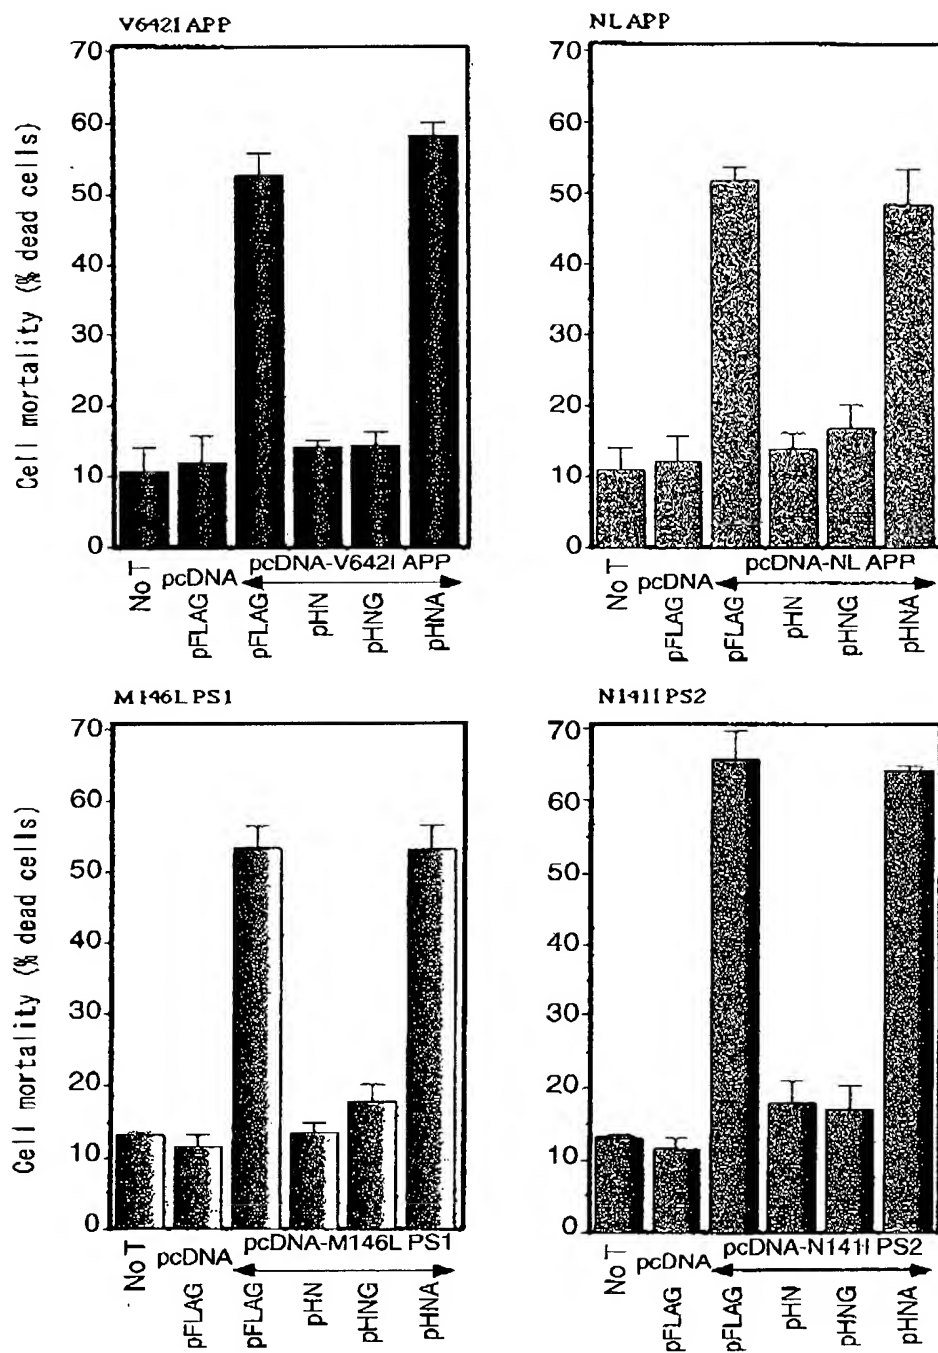 V642I APP
Cell mortality (% dead cells)
70
60
50
40
30
20
10
0
No T
pcDNA
pFLAG
pcDNA-V642I APP
pFLAG
pHN
pHNG
pHNA
NL APP
70
60
50
40
30
20
10
0
No T
pcDNA
pFLAG
pcDNA-NL APP
pFLAG
pHN
pHNG
pHNA
M146L PS1
Cell mortality (% dead cells)
70
60
50
40
30
20
10
0
No T
pcDNA
pFLAG
pcDNA-M146L PS1
pFLAG
pHN
pHNG
pHNA
N141I PS2
70
60
50
40
30
20
10
0
No T
pcDNA
pFLAG
pcDNA-N141I PS2
pFLAG
pHN
pHNG
pHNA